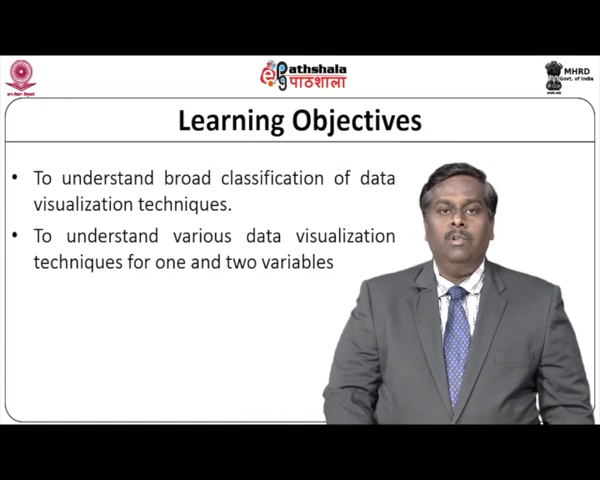 Pathshala
पाठशाला
MHRD
Govt. of India
Learning Objectives
• To understand broad classification of data
visualization techniques.
• To understand various data visualization
techniques for one and two variables